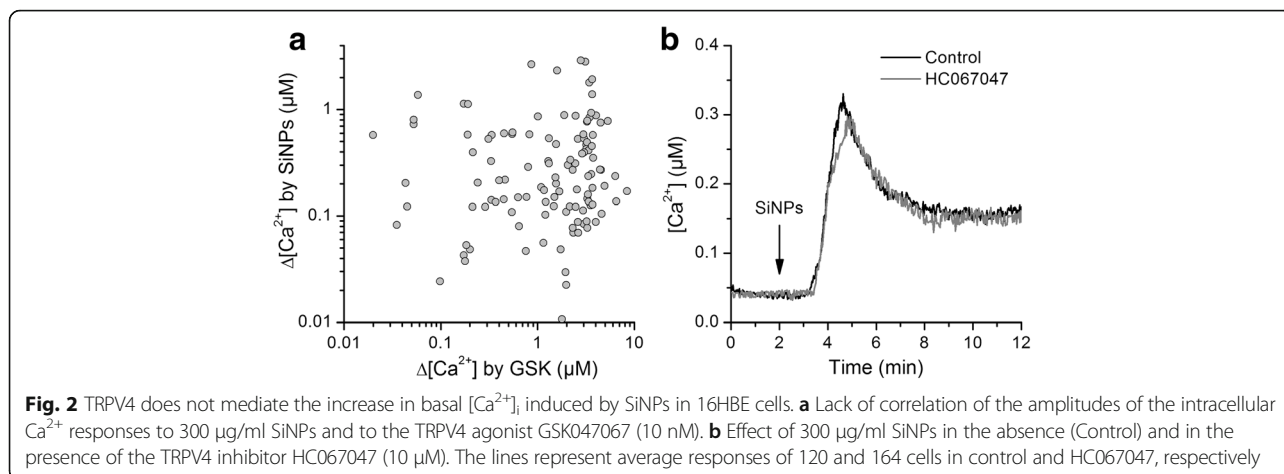 a
b
Δ[Ca²⁺] by SiNPs (µM)
1
0.1
0.01
0.01
0.1
1
10
Δ[Ca²⁺] by GSK (µM)
[Ca²⁺] (µM)
0.4
0.3
0.2
0.1
0.0
Control
HC067047
SiNPs
0
2
4
6
8
10
12
Time (min)
Fig. 2 TRPV4 does not mediate the increase in basal [Ca²⁺]ᵢ induced by SiNPs in 16HBE cells. a Lack of correlation of the amplitudes of the intracellular
Ca²⁺ responses to 300 µg/ml SiNPs and to the TRPV4 agonist GSK047067 (10 nM). b Effect of 300 µg/ml SiNPs in the absence (Control) and in the
presence of the TRPV4 inhibitor HC067047 (10 µM). The lines represent average responses of 120 and 164 cells in control and HC067047, respectively